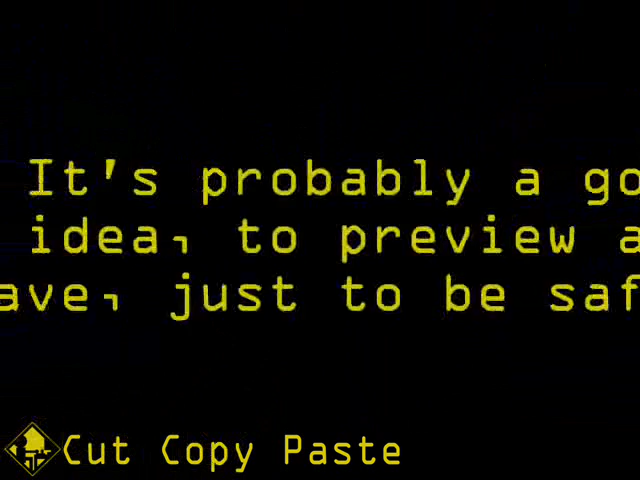 It's probably a go
idea, to preview a
ave, just to be saf
Cut Copy Paste